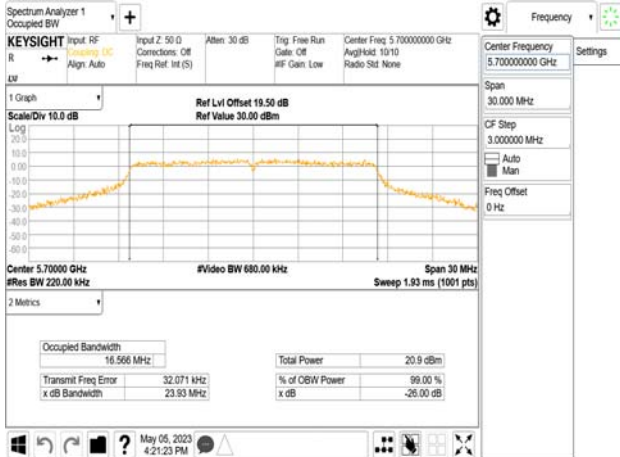 Spectrum Analyzer 1
Occupied BW
Frequency
KEYSIGHT
R
LXI
Input: RF
Coupling: DC
Align: Auto
Input Z: 50 Ω
Corrections: Off
Freq Ref: Int (S)
Atten: 30 dB
Trig: Free Run
Gate: Off
#IF Gain: Low
Center Freq: 5.700000000 GHz
Avg|Hold: 10/10
Radio Std: None
Center Frequency
5.700000000 GHz
Settings
Span
30.000 MHz
CF Step
3.000000 MHz
Auto
Man
Freq Offset
0 Hz
1 Graph
Scale/Div 10.0 dB
Ref Lvl Offset 19.50 dB
Ref Value 30.00 dBm
Log
20.0
10.0
0.00
-10.0
-20.0
-30.0
-40.0
-50.0
-60.0
Center 5.70000 GHz
#Res BW 220.00 kHz
#Video BW 680.00 kHz
Span 30 MHz
Sweep 1.93 ms (1001 pts)
2 Metrics
Occupied Bandwidth
16.566 MHz
Total Power 20.9 dBm
Transmit Freq Error 32.071 kHz
% of OBW Power 99.00 %
x dB Bandwidth 23.93 MHz
x dB -26.00 dB
?
May 05, 2023
4:21:23 PM